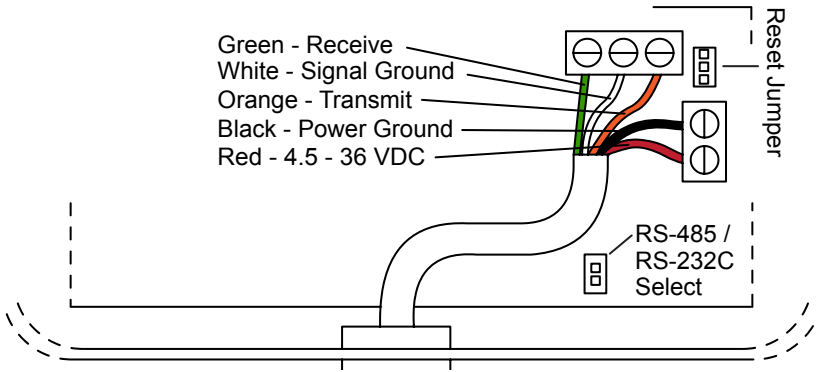 Green - Receive
White - Signal Ground
Orange - Transmit
Black - Power Ground
Red - 4.5 - 36 VDC
Reset Jumper
RS-485 /
RS-232C
Select